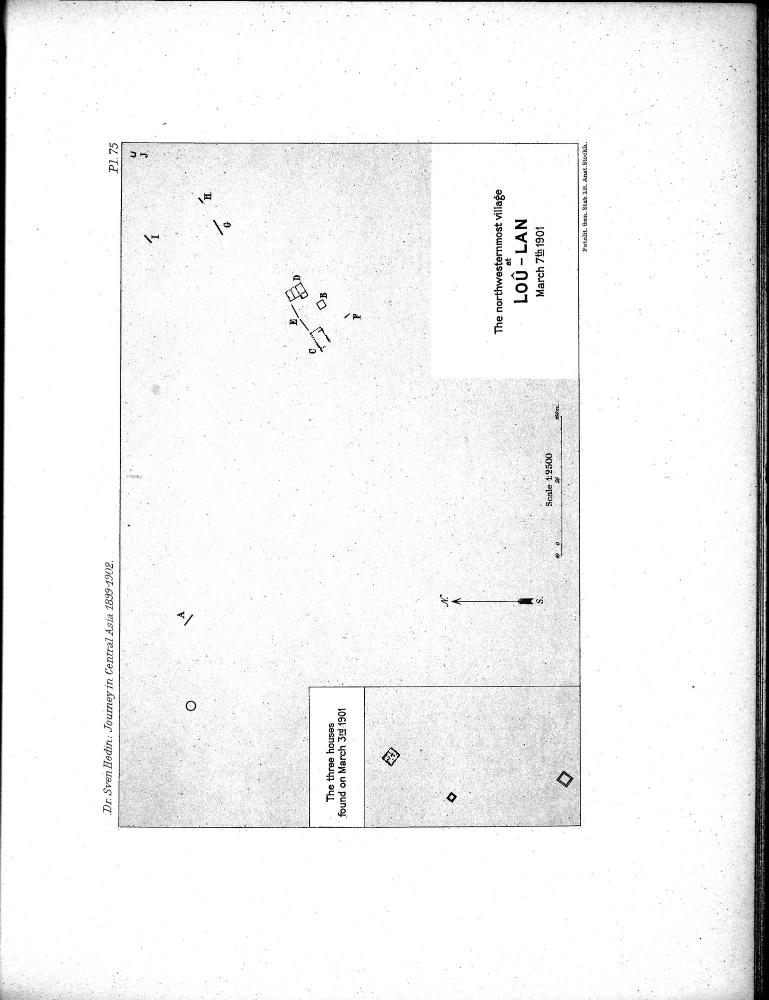 Dr. Sven Hedin: Journey in Central Asia 1899-1902.
Pl. 75
A
I
J
H
G
E
D
C
B
F
The three houses
found on March 3rd 1901
N.
S.
Scale 1:2500
50
0
50
The northwesternmost village
at
LOÛ-LAN
March 7th 1901
Fotolit. Gen. Stab. Lit. Anst. Stockh.